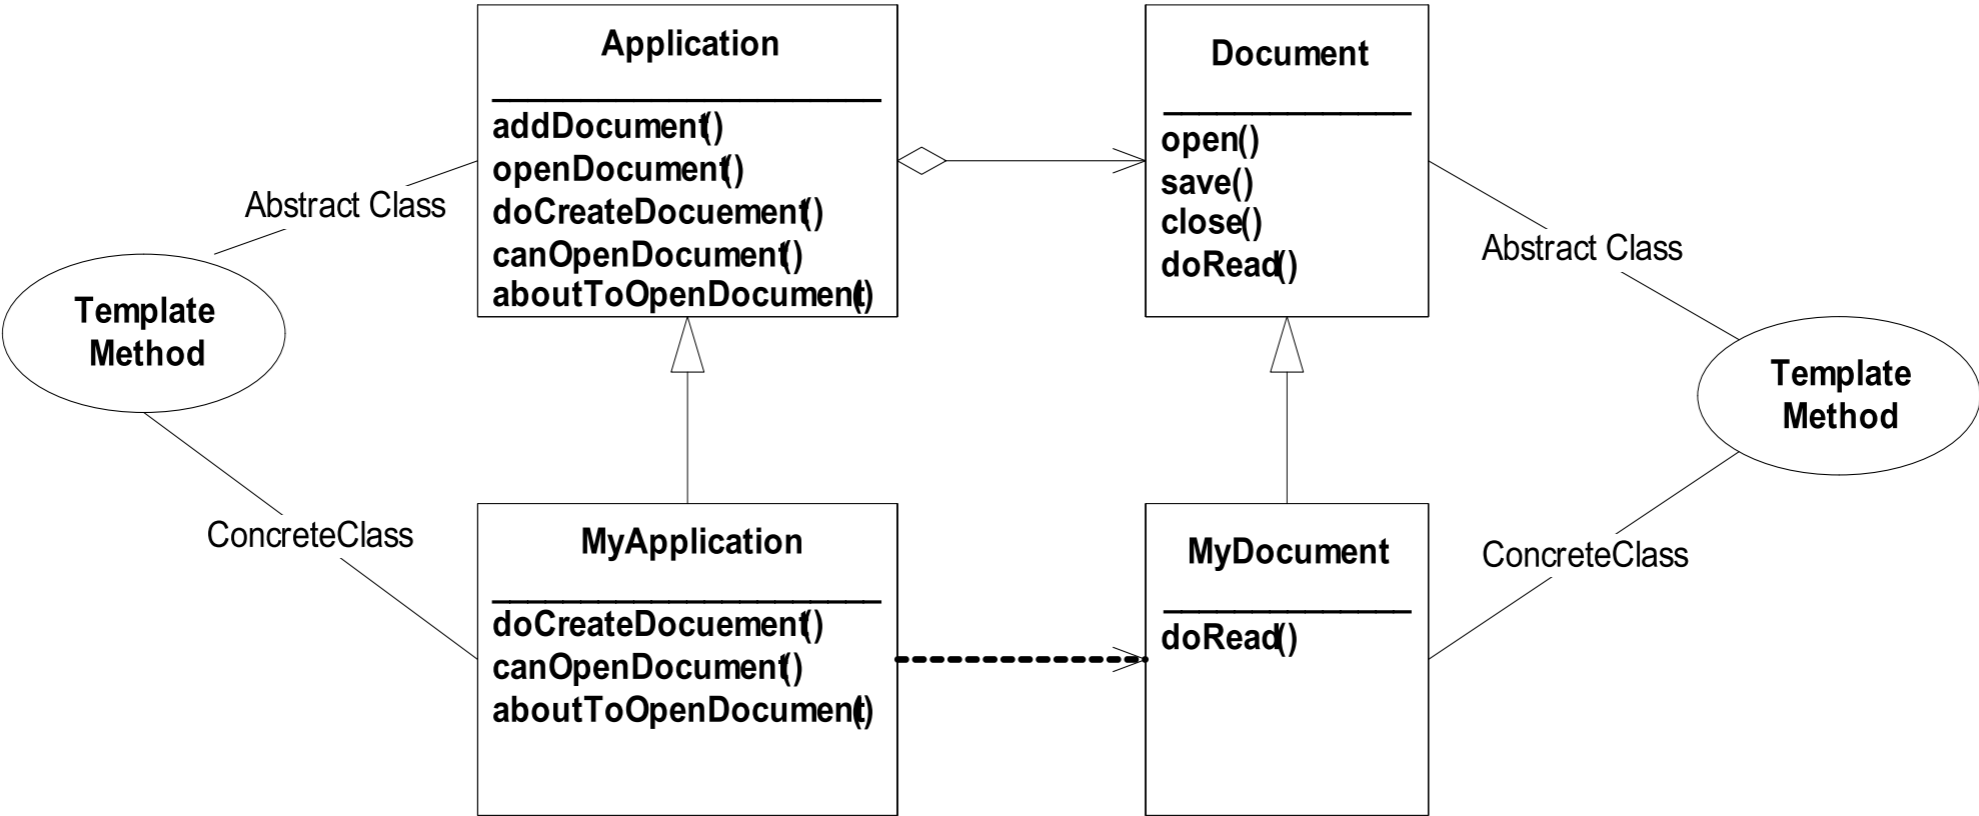 Application
addDocument()
openDocument()
doCreateDocuement()
canOpenDocument()
aboutToOpenDocument()
Document
open()
save()
close()
doRead()
Abstract Class
Abstract Class
Template
Method
Template
Method
ConcreteClass
ConcreteClass
MyApplication
doCreateDocuement()
canOpenDocument()
aboutToOpenDocument()
MyDocument
doRead()